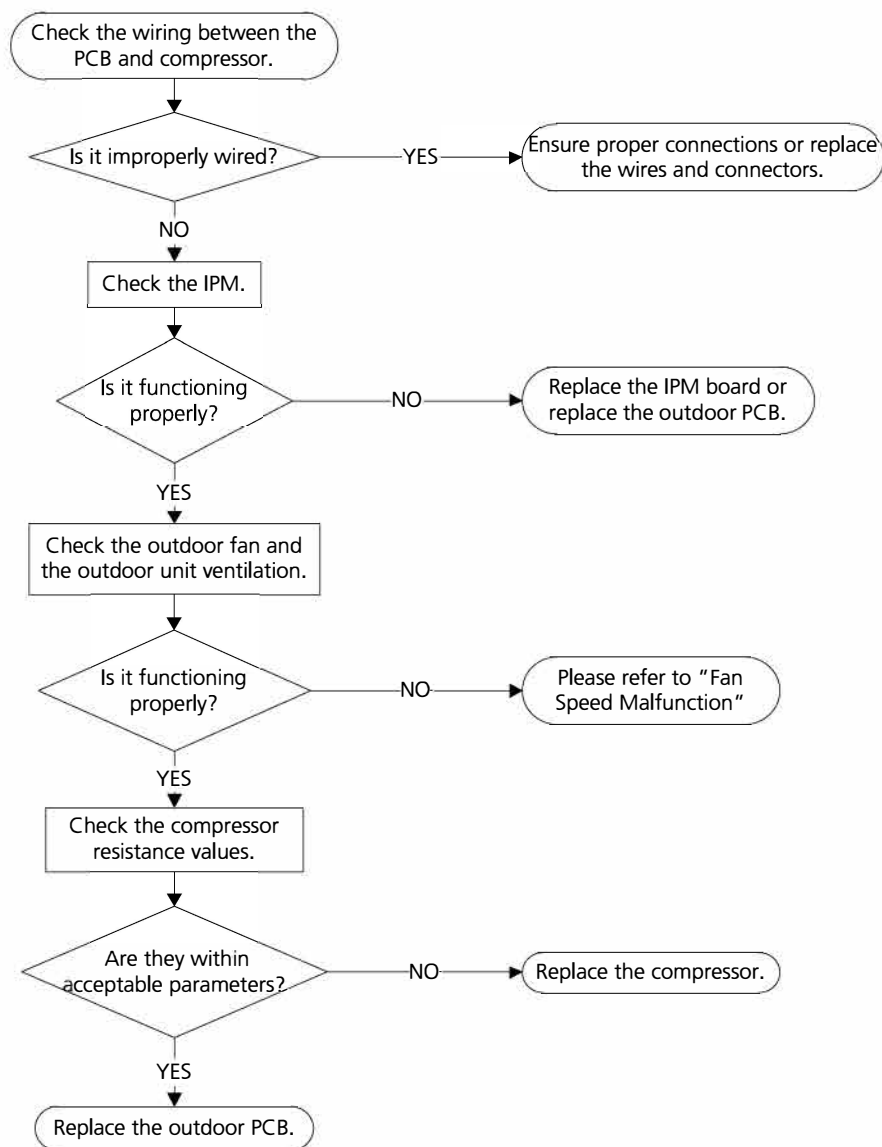 Check the wiring between the
PCB and compressor.
Is it improperly wired?
YES
Ensure proper connections or replace
the wires and connectors.
NO
Check the IPM.
Is it functioning
properly?
NO
Replace the IPM board or
replace the outdoor PCB.
YES
Check the outdoor fan and
the outdoor unit ventilation.
Is it functioning
properly?
NO
Please refer to "Fan
Speed Malfunction"
YES
Check the compressor
resistance values.
Are they within
acceptable parameters?
NO
Replace the compressor.
YES
Replace the outdoor PCB.